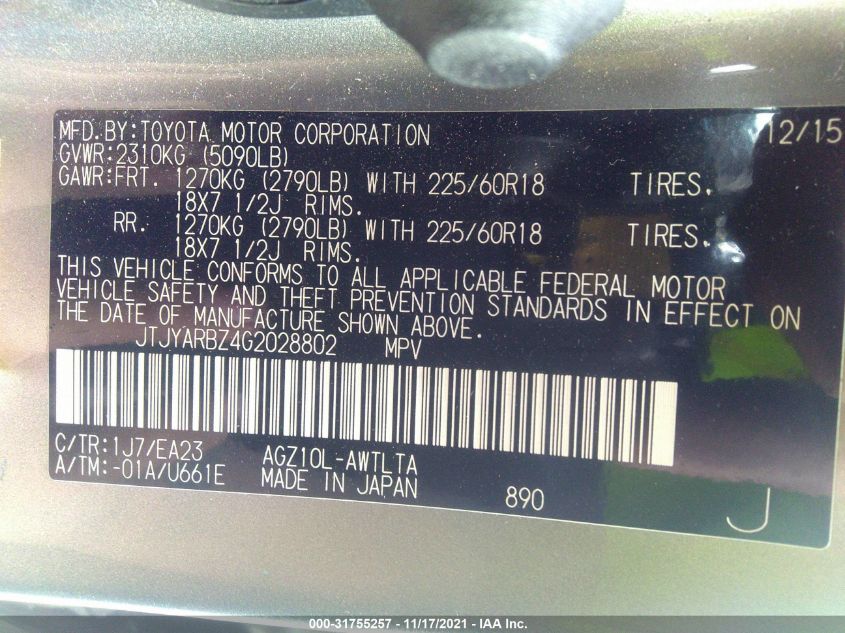 MFD.BY:TOYOTA MOTOR CORPORATION 12/15
GVWR:2310KG (5090LB)
GAWR:FRT. 1270KG (2790LB) WITH 225/60R18 TIRES.
18X7 1/2J RIMS.
RR. 1270KG (2790LB) WITH 225/60R18 TIRES.
18X7 1/2J RIMS.
THIS VEHICLE CONFORMS TO ALL APPLICABLE FEDERAL MOTOR
VEHICLE SAFETY AND THEFT PREVENTION STANDARDS IN EFFECT ON
THE DATE OF MANUFACTURE SHOWN ABOVE.
JTJYARBZ4G2028802 MPV
C/TR:1J7/EA23 AGZ10L-AWTLTA
A/TM:-01A/U661E MADE IN JAPAN 890
J
000-31755257 - 11/17/2021 - IAA Inc.